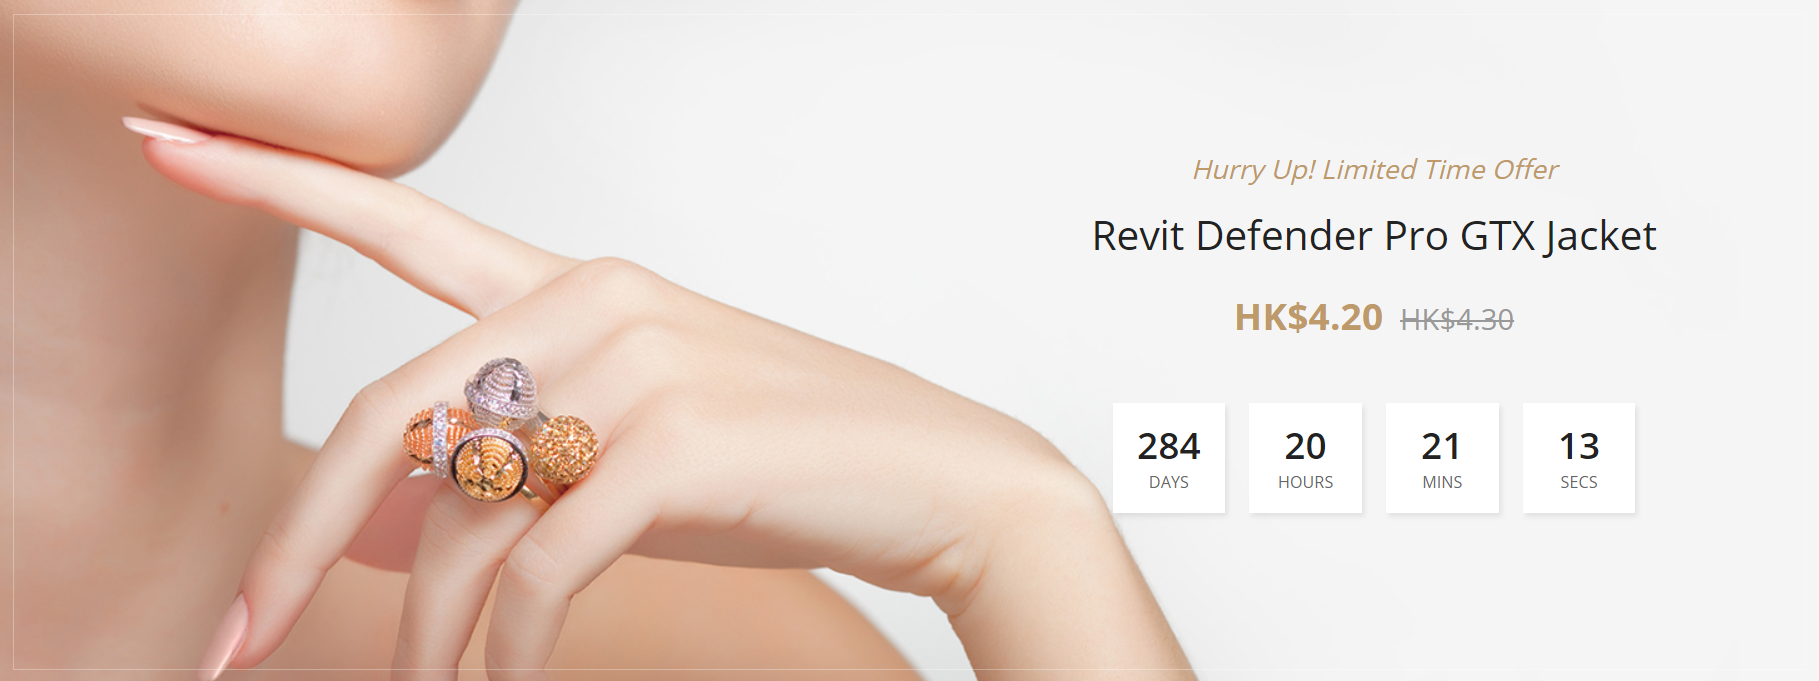 Hurry Up! Limited Time Offer
Revit Defender Pro GTX Jacket
HK$4.20 HK$4.30
284 20 21 13
DAYS HOURS MINS SECS